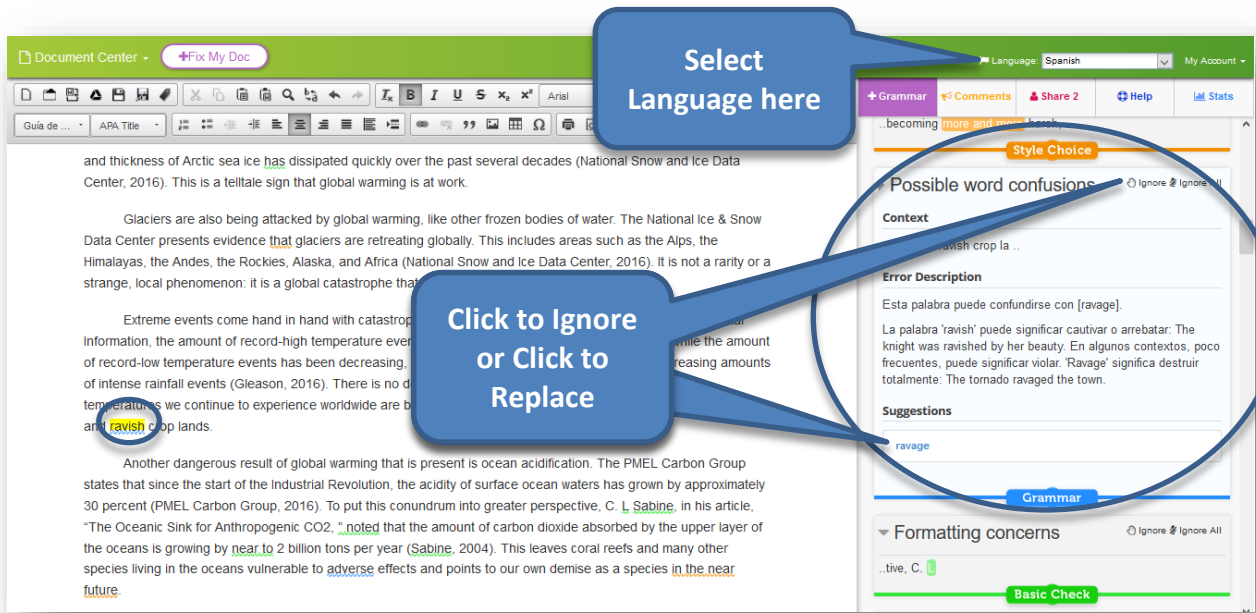 Document Center
+Fix My Doc
Select
Language here
Language: Spanish
My Account
Arial
Guía de ...
APA Title
+ Grammar
Comments
Share 2
Help
Stats
and thickness of Arctic sea ice has dissipated quickly over the past several decades (National Snow and Ice Data
Center, 2016). This is a telltale sign that global warming is at work.
Glaciers are also being attacked by global warming, like other frozen bodies of water. The National Ice & Snow
Data Center presents evidence that glaciers are retreating globally. This includes areas such as the Alps, the
Himalayas, the Andes, the Rockies, Alaska, and Africa (National Snow and Ice Data Center, 2016). It is not a rarity or a
strange, local phenomenon: it is a global catastrophe that
Extreme events come hand in hand with catastrop
Information, the amount of record-high temperature ever
while the amount
of record-low temperature events has been decreasing,
reasing amounts
of intense rainfall events (Gleason, 2016). There is no d
temperatures we continue to experience worldwide are b
and ravish crop lands.
Another dangerous result of global warming that is present is ocean acidification. The PMEL Carbon Group
states that since the start of the Industrial Revolution, the acidity of surface ocean waters has grown by approximately
30 percent (PMEL Carbon Group, 2016). To put this conundrum into greater perspective, C. L Sabine, in his article,
“The Oceanic Sink for Anthropogenic CO2, ” noted that the amount of carbon dioxide absorbed by the upper layer of
the oceans is growing by near to 2 billion tons per year (Sabine, 2004). This leaves coral reefs and many other
species living in the oceans vulnerable to adverse effects and points to our own demise as a species in the near
future.
Click to Ignore
or Click to
Replace
..becoming more and more harsh,
Style Choice
Possible word confusions
Ignore Ignore All
Context
ravish crop la ..
Error Description
Esta palabra puede confundirse con [ravage].
La palabra 'ravish' puede significar cautivar o arrebatar: The
knight was ravished by her beauty. En algunos contextos, poco
frecuentes, puede significar violar. 'Ravage' significa destruir
totalmente: The tornado ravaged the town.
Suggestions
ravage
Grammar
Formatting concerns
Ignore Ignore All
..tive, C. L
Basic Check